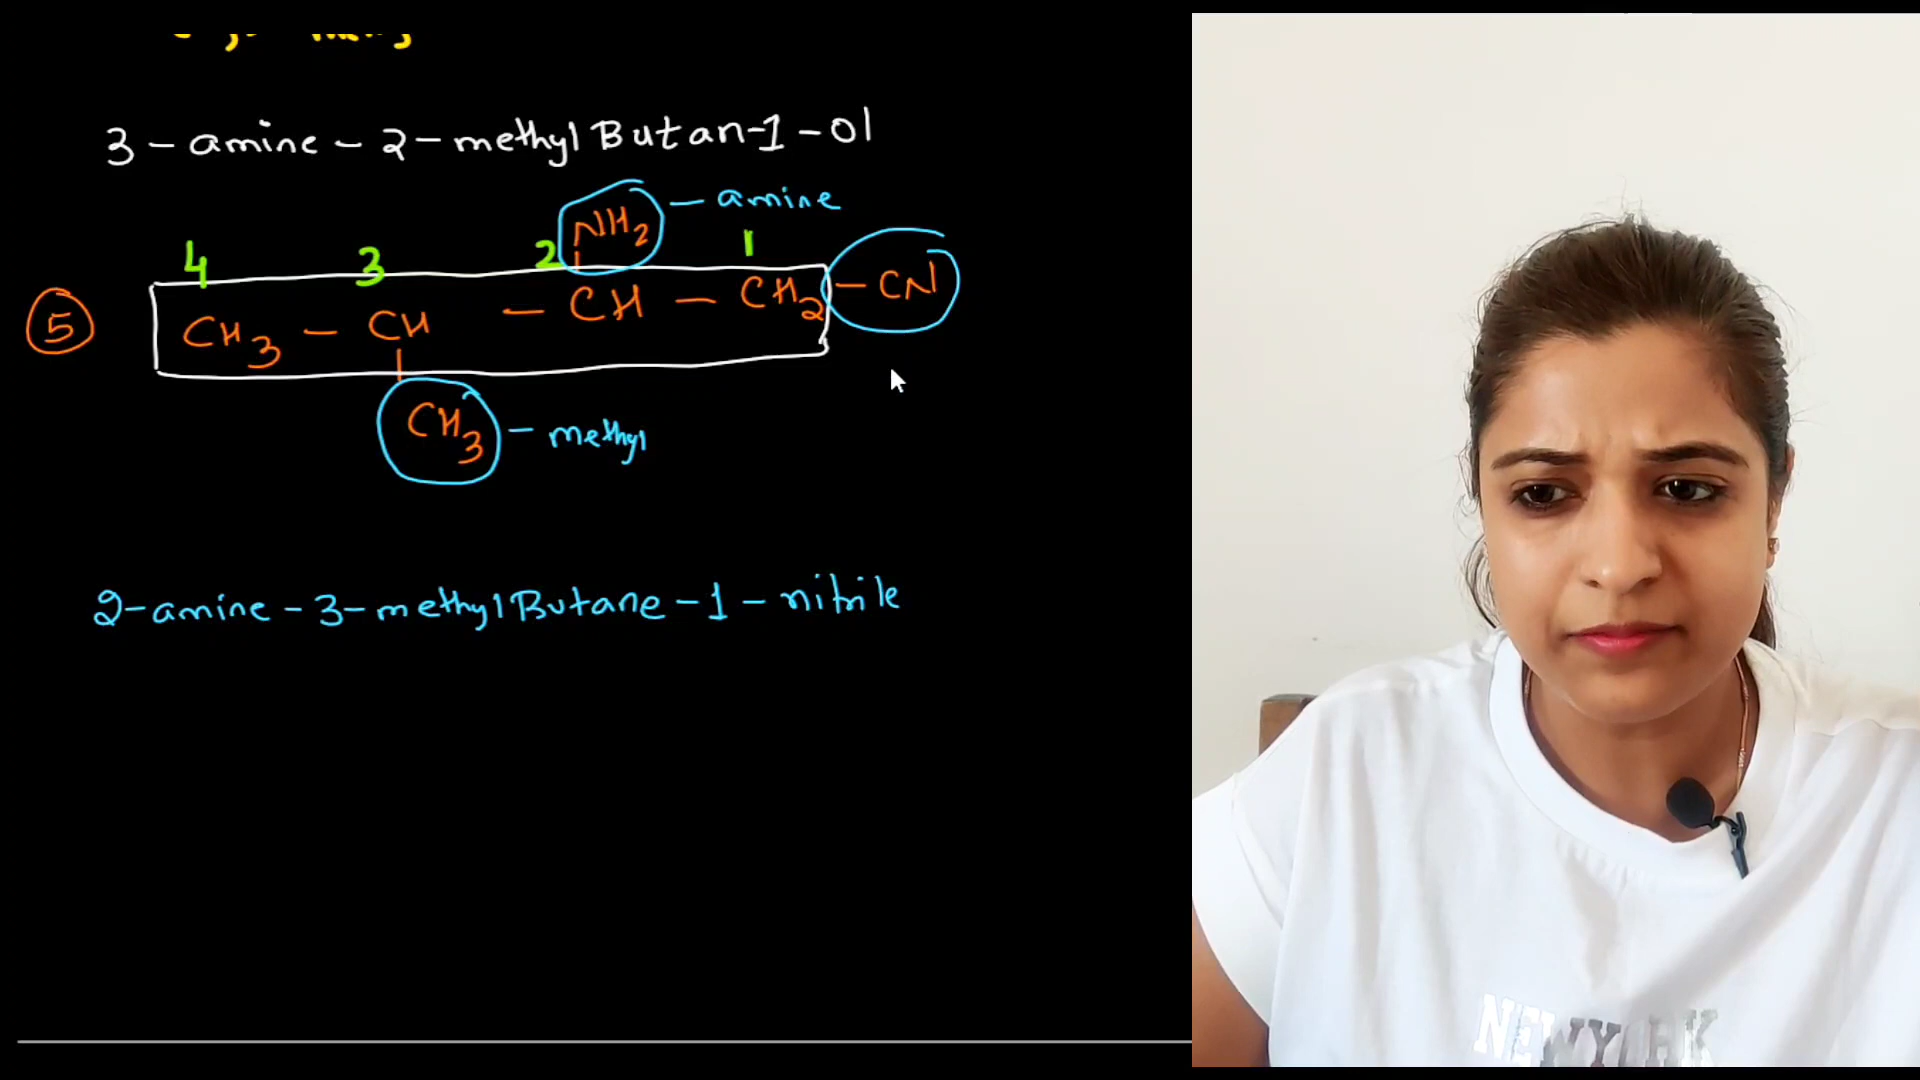 3-amine-2-methyl Butan-1-ol
NH2 - amine
4 3 2 1
5 CH3 - CH - CH - CH2 - CN
CH3 - methyl
2-amine-3-methyl Butane-1-nitrile
NEWYORK